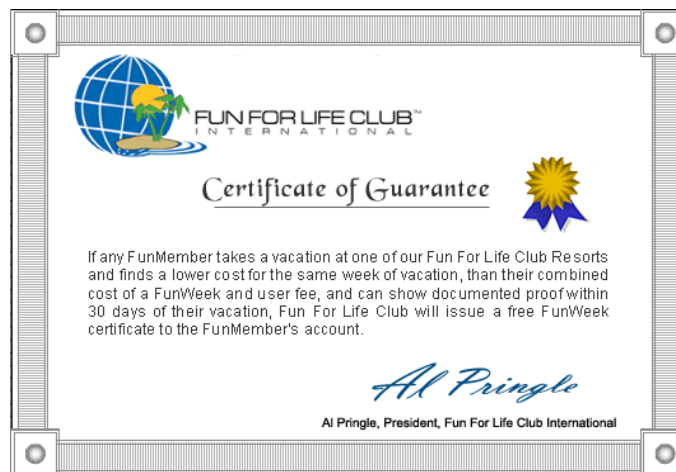 FUN FOR LIFE CLUB™
INTERNATIONAL
Certificate of Guarantee
If any FunMember takes a vacation at one of our Fun For Life Club Resorts
and finds a lower cost for the same week of vacation, than their combined
cost of a FunWeek and user fee, and can show documented proof within
30 days of their vacation, Fun For Life Club will issue a free FunWeek
certificate to the FunMember's account.
Al Pringle
Al Pringle, President, Fun For Life Club International